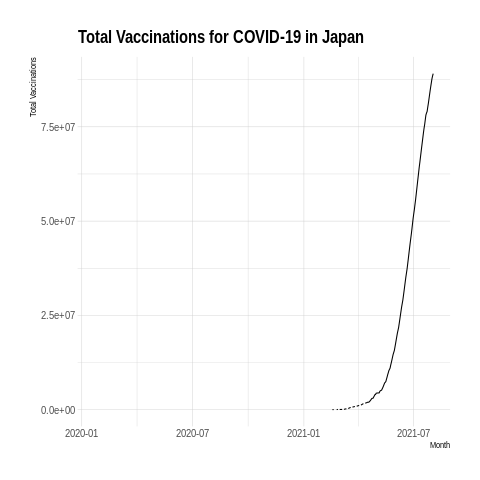 Total Vaccinations for COVID-19 in Japan
Total Vaccinations
7.5e+07
5.0e+07
2.5e+07
0.0e+00
2020-01
2020-07
2021-01
2021-07
Month